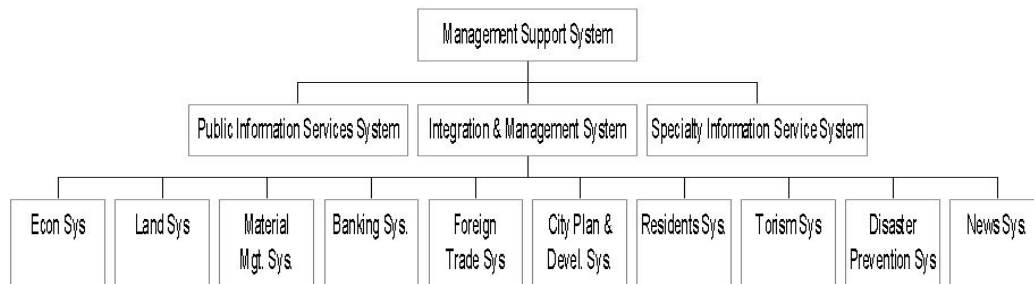 Management Support System
Public Information Services System
Integration & Management System
Specialty Information Service System
Econ Sys
Land Sys
Material
Mgt. Sys.
Banking Sys.
Foreign
Trade Sys
City Plan &
Devel. Sys.
Residents Sys.
Torism Sys
Disaster
Prevention Sys
News Sys.